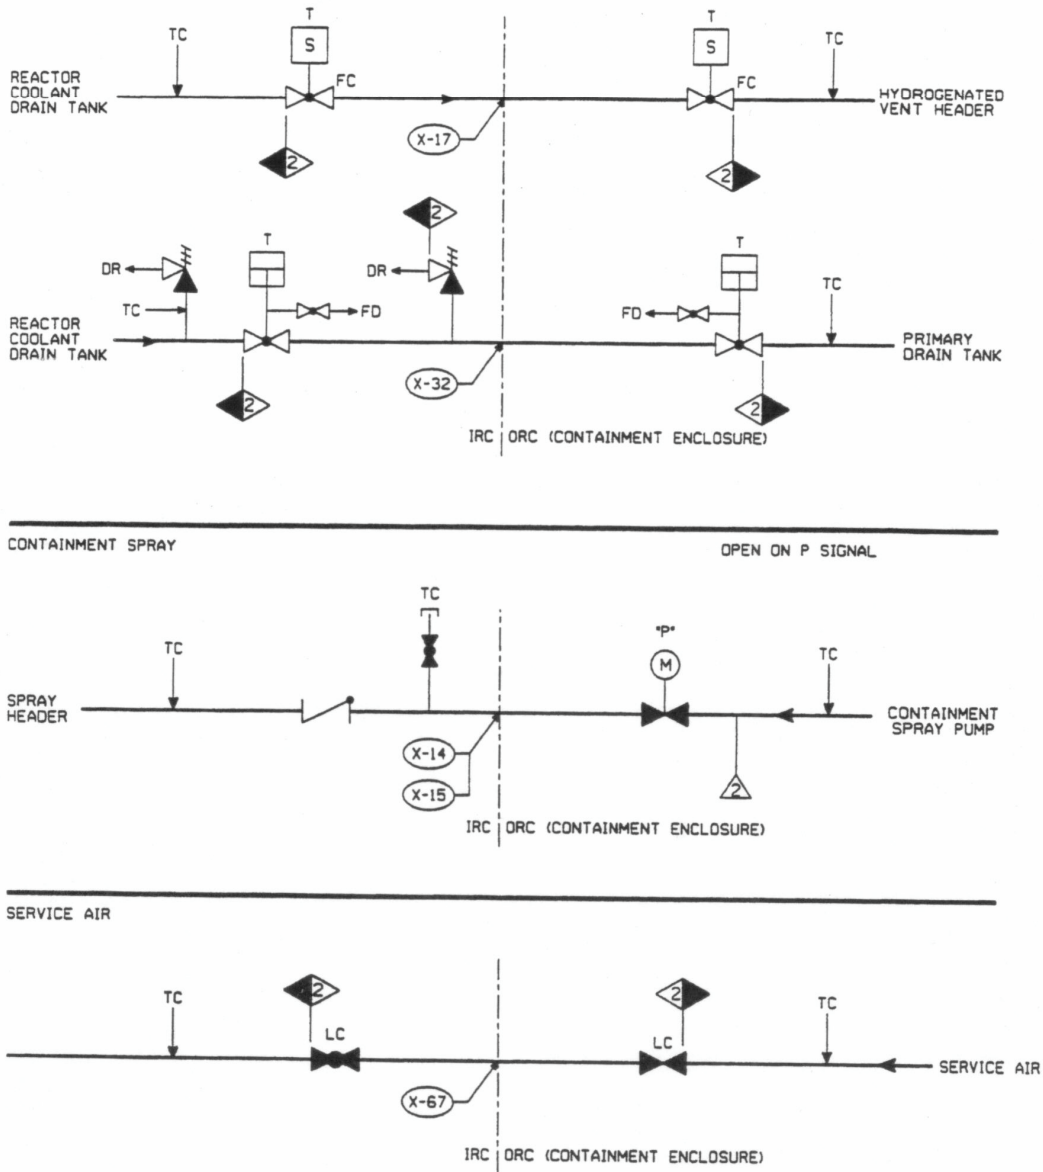 T
T
TC
S
S
TC
REACTOR
COOLANT
DRAIN TANK
FC
FC
HYDROGENATED
VENT HEADER
X-17
2
2
2
T
T
DR
DR
TC
TC
FD
FD
REACTOR
COOLANT
DRAIN TANK
PRIMARY
DRAIN TANK
X-32
2
2
IRC
ORC (CONTAINMENT ENCLOSURE)
CONTAINMENT SPRAY
OPEN ON P SIGNAL
TC
"P"
TC
M
TC
SPRAY
HEADER
CONTAINMENT
SPRAY PUMP
X-14
X-15
2
IRC
ORC (CONTAINMENT ENCLOSURE)
SERVICE AIR
2
2
TC
TC
LC
LC
SERVICE AIR
X-67
IRC
ORC (CONTAINMENT ENCLOSURE)